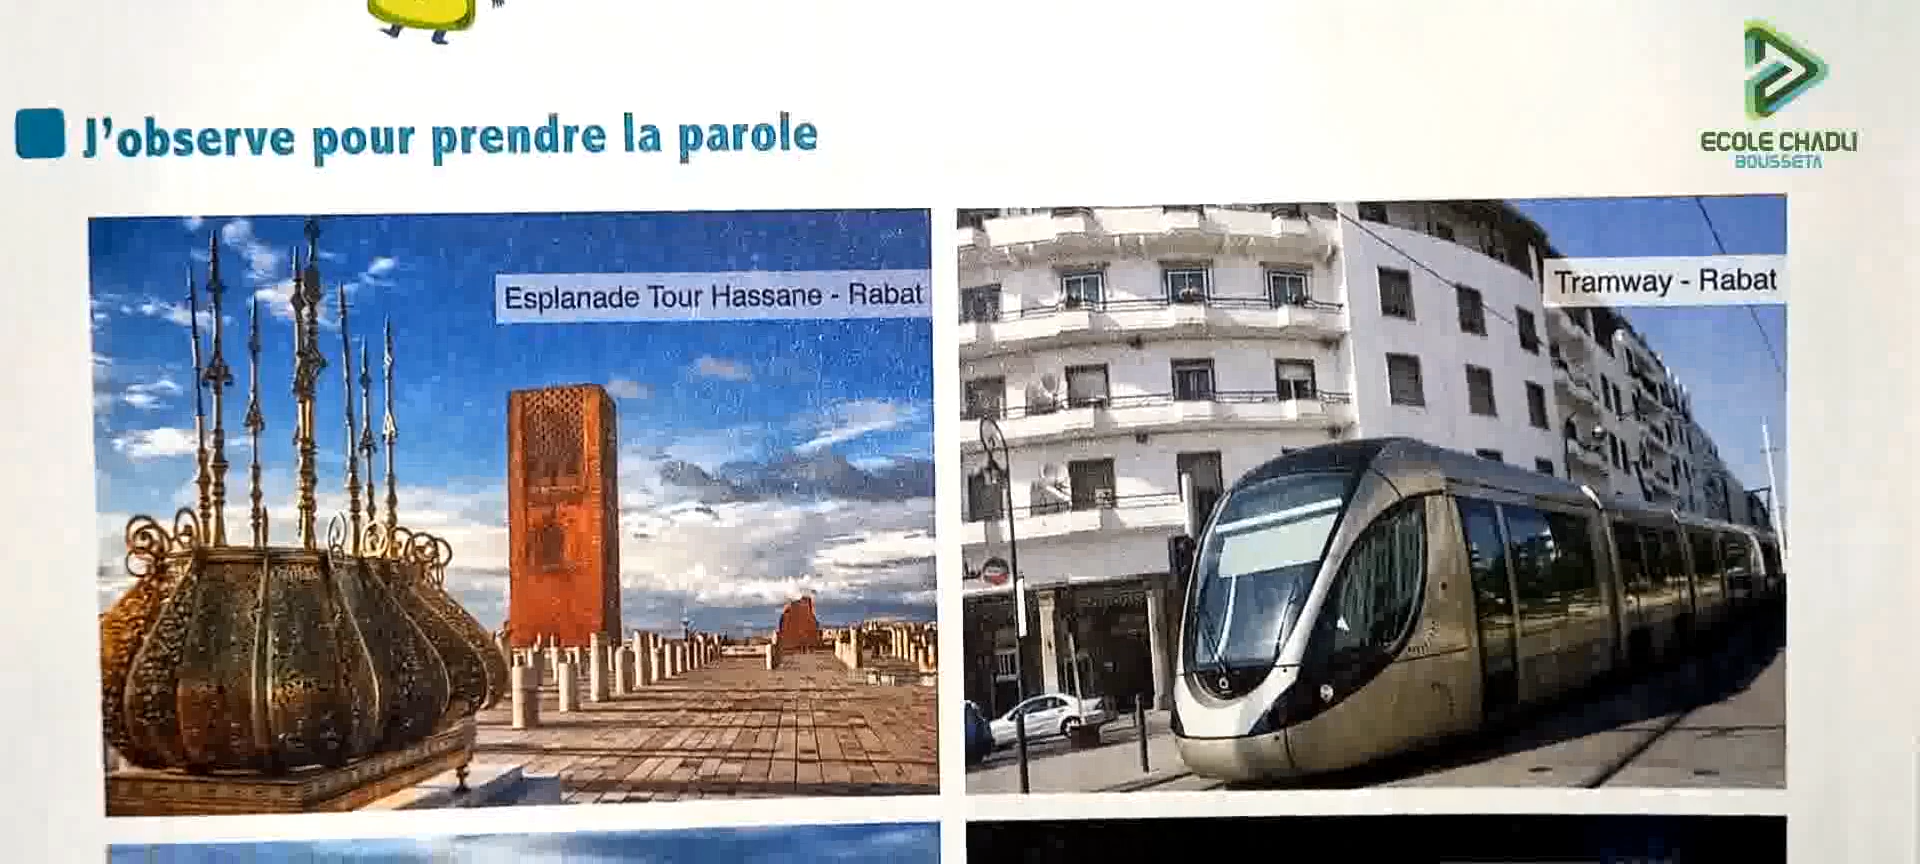 ECOLE CHADLI
BOUSSETA
J'observe pour prendre la parole
Esplanade Tour Hassane - Rabat
Tramway - Rabat